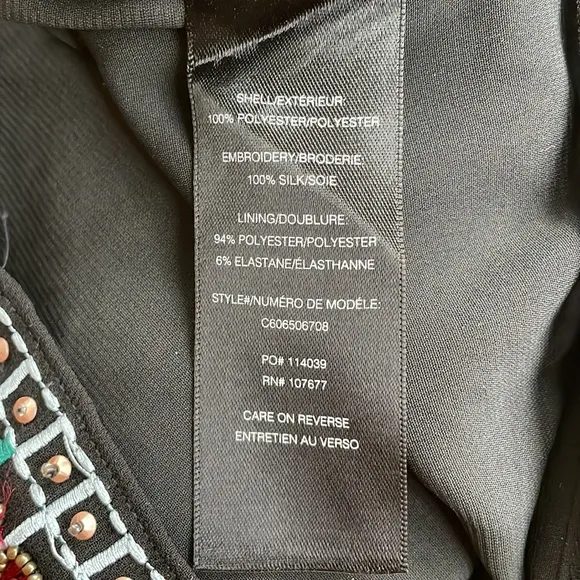 SHELL/EXTÉRIEUR:
100% POLYESTER/POLYESTER
EMBROIDERY/BRODERIE:
100% SILK/SOIE
LINING/DOUBLURE:
94% POLYESTER/POLYESTER
6% ELASTANE/ÉLASTHANNE
STYLE#/NUMÉRO DE MODÈLE:
C606506708
PO# 114039
RN# 107677
CARE ON REVERSE
ENTRETIEN AU VERSO